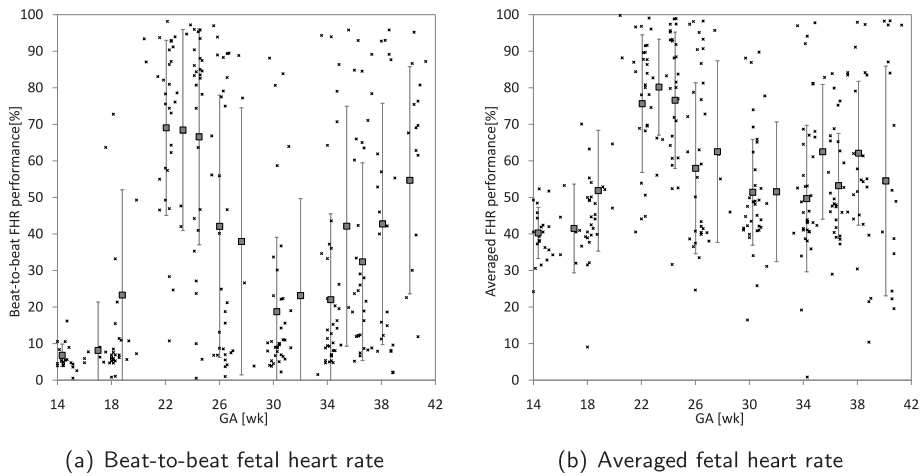 100
90
80
70
60
50
40
30
20
10
0
Beat-to-beat FHR performance[%]
14 18 22 26 30 34 38 42
GA [wk]
(a) Beat-to-beat fetal heart rate
100
90
80
70
60
50
40
30
20
10
0
Averaged FHR performance[%]
14 18 22 26 30 34 38 42
GA [wk]
(b) Averaged fetal heart rate